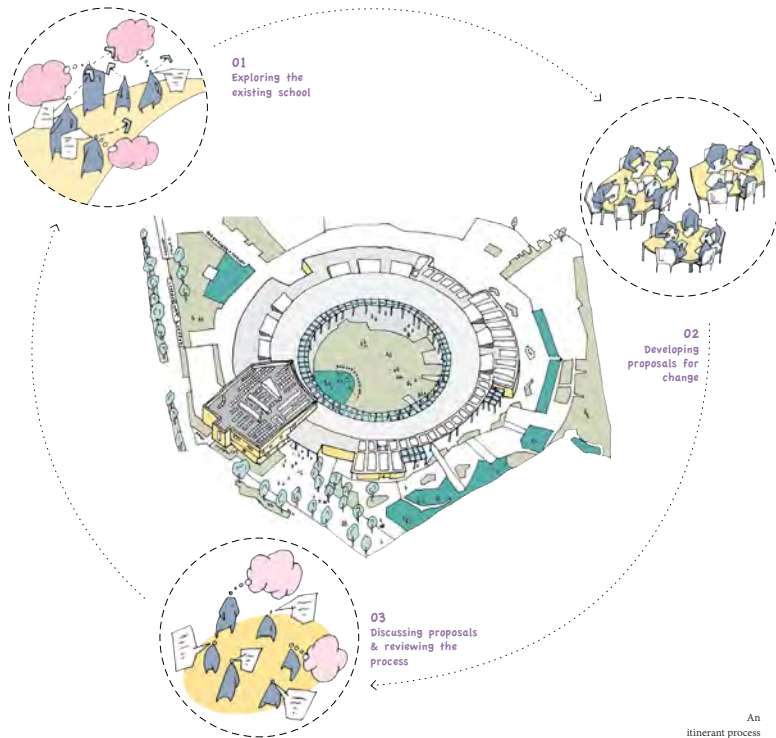 01
Exploring the
existing school
02
Developing
proposals for
change
03
Discussing proposals
& reviewing the
process
An
itinerant process